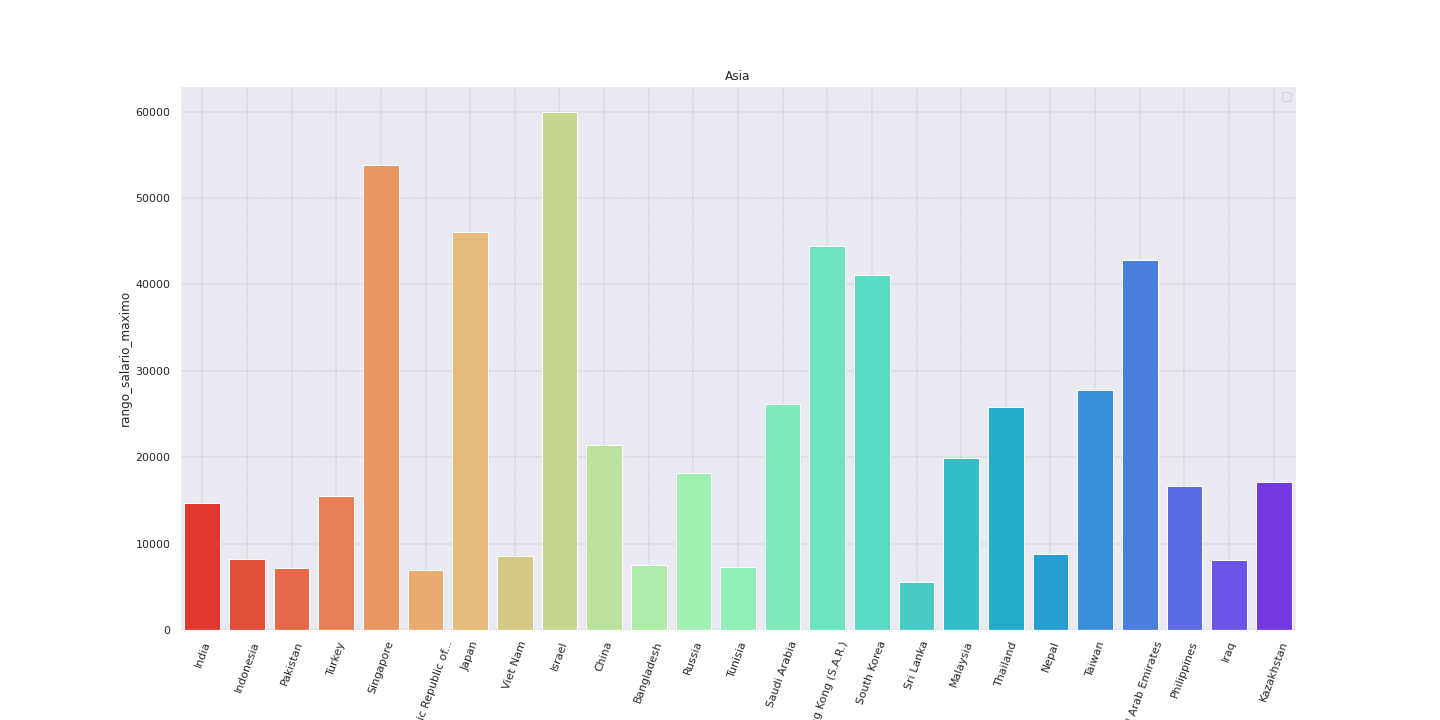 Asia
rango_salario_maximo
60000
50000
40000
30000
20000
10000
0
India
Indonesia
Pakistan
Turkey
Singapore
Republic of...
Japan
Viet Nam
Israel
China
Bangladesh
Russia
Tunisia
Saudi Arabia
Kong (S.A.R.)
South Korea
Sri Lanka
Malaysia
Thailand
Nepal
Taiwan
Arab Emirates
Philippines
Iraq
Kazakhstan